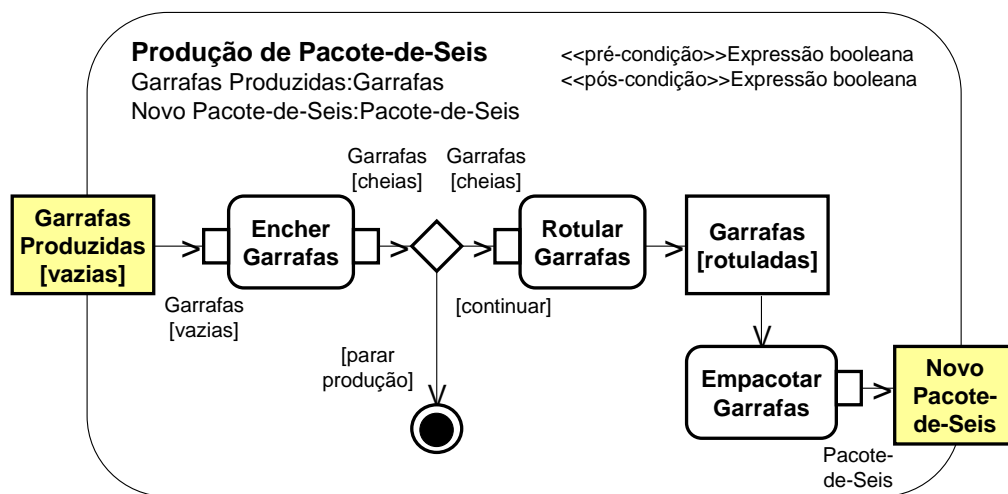 Produção de Pacote-de-Seis
Garrafas Produzidas:Garrafas
Novo Pacote-de-Seis:Pacote-de-Seis
<<pré-condição>>Expressão booleana
<<pós-condição>>Expressão booleana
Garrafas
[cheias]
Garrafas
[cheias]
Garrafas
Produzidas
[vazias]
Encher
Garrafas
Rotular
Garrafas
Garrafas
[rotuladas]
Garrafas
[vazias]
[continuar]
[parar
produção]
Empacotar
Garrafas
Novo
Pacote-
de-Seis
Pacote-
de-Seis